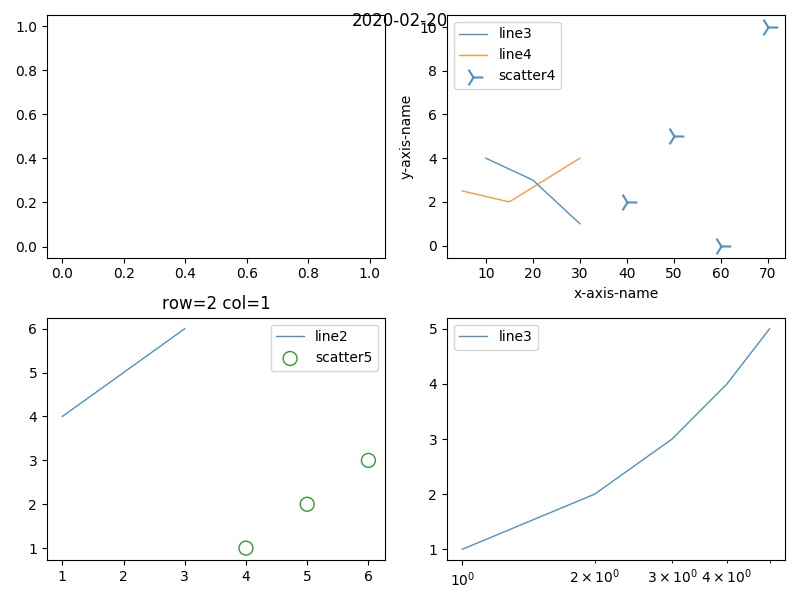 2020-02-20
1.0
0.8
0.6
0.4
0.2
0.0
0.0 0.2 0.4 0.6 0.8 1.0
line3
line4
scatter4
y-axis-name
10
8
6
4
2
0
10 20 30 40 50 60 70
x-axis-name
row=2 col=1
line2
scatter5
6
5
4
3
2
1
1 2 3 4 5 6
line3
5
4
3
2
1
10⁰ 2×10⁰ 3×10⁰ 4×10⁰